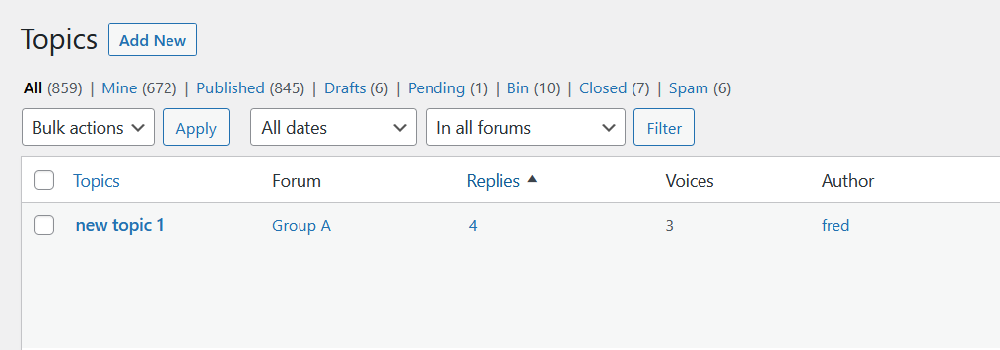 Topics Add New
All (859) | Mine (672) | Published (845) | Drafts (6) | Pending (1) | Bin (10) | Closed (7) | Spam (6)
Bulk actions Apply All dates In all forums Filter
Topics Forum Replies Voices Author
new topic 1 Group A 4 3 fred